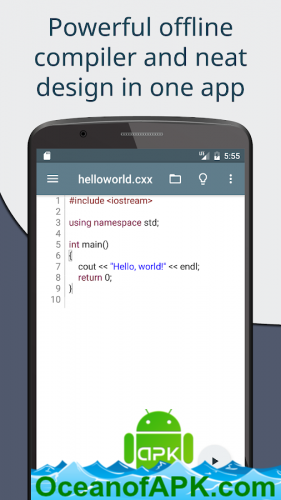 Powerful offline
compiler and neat
design in one app
5:55
helloworld.cxx
1 #include <iostream>
2
3 using namespace std;
4
5 int main()
6 {
7 cout << "Hello, world!" << endl;
8 return 0;
9 }
10
APK
OceanofAPK.com